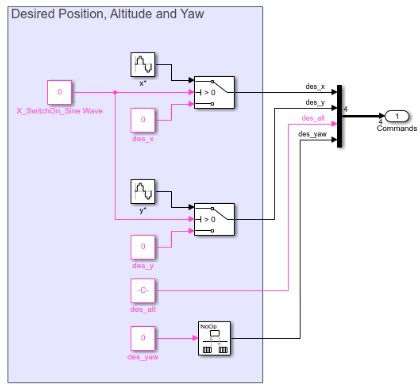 Desired Position, Altitude and Yaw
0
X_SwitchOn_Sine Wave
x*
> 0
0
des_x
des_x
des_y
des_alt
des_yaw
4
4
1
Commands
y*
> 0
0
des_y
-C-
des_alt
0
des_yaw
NoOp